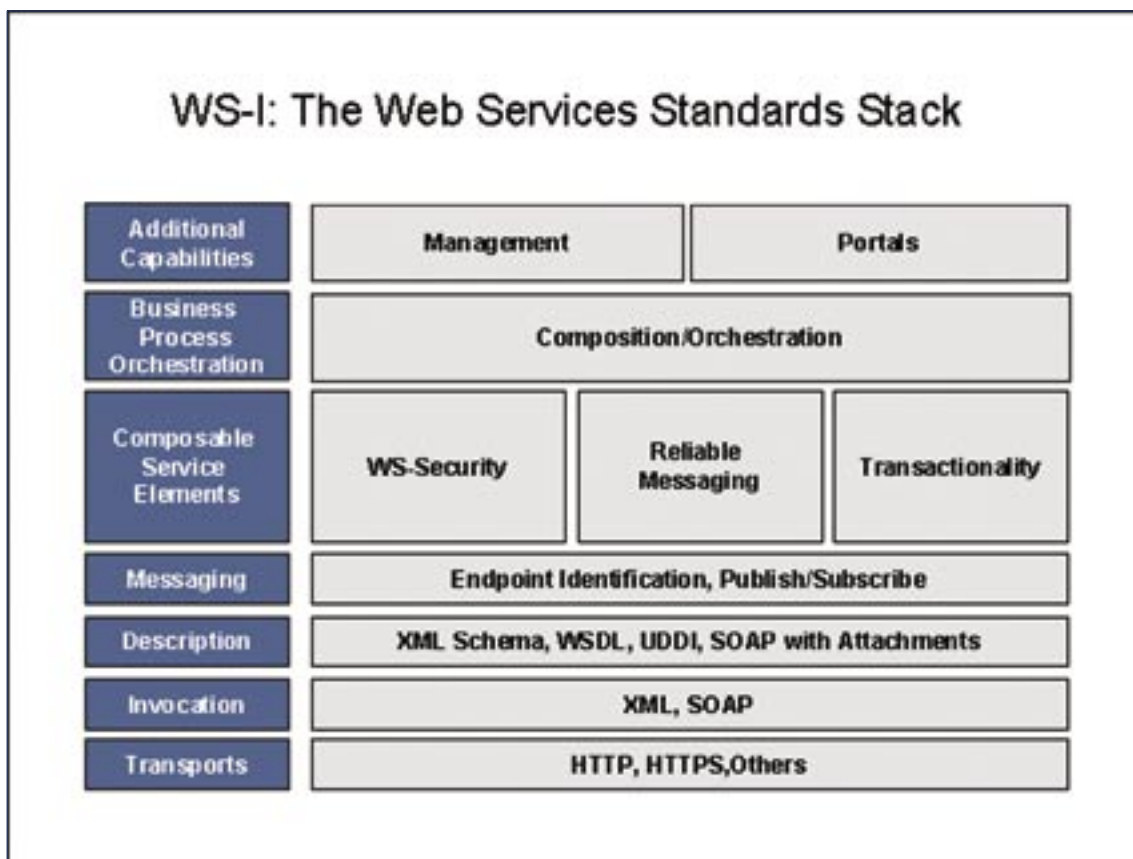 WS-I: The Web Services Standards Stack
Additional
Capabilities
Management
Portals
Business
Process
Orchestration
Composition/Orchestration
Composable
Service
Elements
WS-Security
Reliable
Messaging
Transactionality
Messaging
Endpoint Identification, Publish/Subscribe
Description
XML Schema, WSDL, UDDI, SOAP with Attachments
Invocation
XML, SOAP
Transports
HTTP, HTTPS,Others